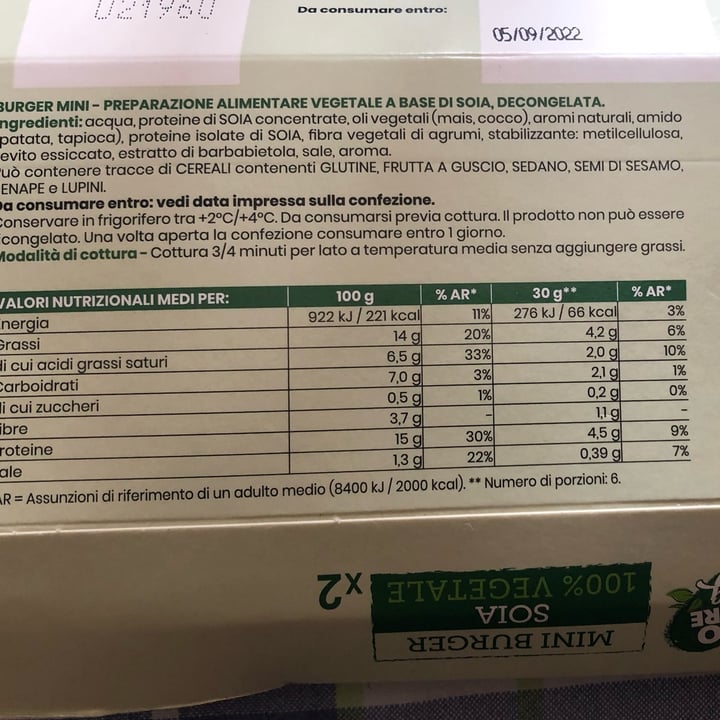 021960
Da consumare entro:
05/09/2022
BURGER MINI – PREPARAZIONE ALIMENTARE VEGETALE A BASE DI SOIA, DECONGELATA.
ngredienti: acqua, proteine di SOIA concentrate, oli vegetali (mais, cocco), aromi naturali, amido
patata, tapioca), proteine isolate di SOIA, fibra vegetali di agrumi, stabilizzante: metilcellulosa,
evito essiccato, estratto di barbabietola, sale, aroma.
uò contenere tracce di CEREALI contenenti GLUTINE, FRUTTA A GUSCIO, SEDANO, SEMI DI SESAMO,
ENAPE e LUPINI.
Da consumare entro: vedi data impressa sulla confezione.
Conservare in frigorifero tra +2°C/+4°C. Da consumarsi previa cottura. Il prodotto non può essere
congelato. Una volta aperta la confezione consumare entro 1 giorno.
Modalità di cottura – Cottura 3/4 minuti per lato a temperatura media senza aggiungere grassi.
VALORI NUTRIZIONALI MEDI PER: 100 g % AR* 30 g** % AR*
nergia 922 kJ / 221 kcal 11% 276 kJ / 66 kcal 3%
Grassi 14 g 20% 4,2 g 6%
di cui acidi grassi saturi 6,5 g 33% 2,0 g 10%
Carboidrati 7,0 g 3% 2,1 g 1%
di cui zuccheri 0,5 g 1% 0,2 g 0%
ibre 3,7 g - 1,1 g -
roteine 15 g 30% 4,5 g 9%
ale 1,3 g 22% 0,39 g 7%
AR = Assunzioni di riferimento di un adulto medio (8400 kJ / 2000 kcal). ** Numero di porzioni: 6.
MINI BURGER
SOIA
100% VEGETALE
x2